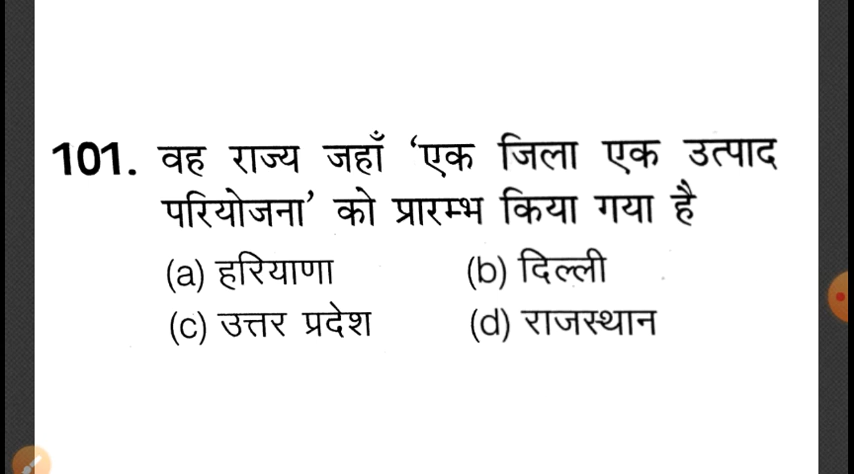 101. वह राज्य जहाँ ‘एक जिला एक उत्पाद
परियोजना’ को प्रारम्भ किया गया है
(a) हरियाणा (b) दिल्ली
(c) उत्तर प्रदेश (d) राजस्थान